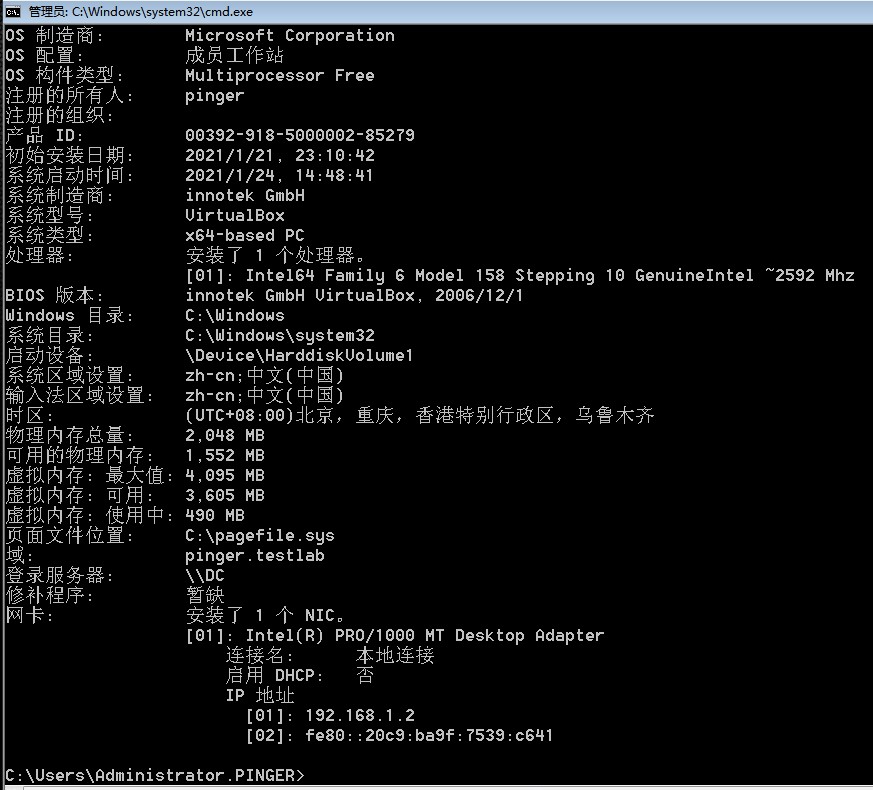 管理员: C:\Windows\system32\cmd.exe
OS 制造商: Microsoft Corporation
OS 配置: 成员工作站
OS 构件类型: Multiprocessor Free
注册的所有人: pinger
注册的组织:
产品 ID: 00392-918-5000002-85279
初始安装日期: 2021/1/21, 23:10:42
系统启动时间: 2021/1/24, 14:48:41
系统制造商: innotek GmbH
系统型号: VirtualBox
系统类型: x64-based PC
处理器: 安装了 1 个处理器。
[01]: Intel64 Family 6 Model 158 Stepping 10 GenuineIntel ~2592 Mhz
BIOS 版本: innotek GmbH VirtualBox, 2006/12/1
Windows 目录: C:\Windows
系统目录: C:\Windows\system32
启动设备: \Device\HarddiskVolume1
系统区域设置: zh-cn;中文(中国)
输入法区域设置: zh-cn;中文(中国)
时区: (UTC+08:00)北京，重庆，香港特别行政区，乌鲁木齐
物理内存总量: 2,048 MB
可用的物理内存: 1,552 MB
虚拟内存: 最大值: 4,095 MB
虚拟内存: 可用: 3,605 MB
虚拟内存: 使用中: 490 MB
页面文件位置: C:\pagefile.sys
域: pinger.testlab
登录服务器: \\DC
修补程序: 暂缺
网卡: 安装了 1 个 NIC。
[01]: Intel(R) PRO/1000 MT Desktop Adapter
连接名: 本地连接
启用 DHCP: 否
IP 地址
[01]: 192.168.1.2
[02]: fe80::20c9:ba9f:7539:c641
C:\Users\Administrator.PINGER>